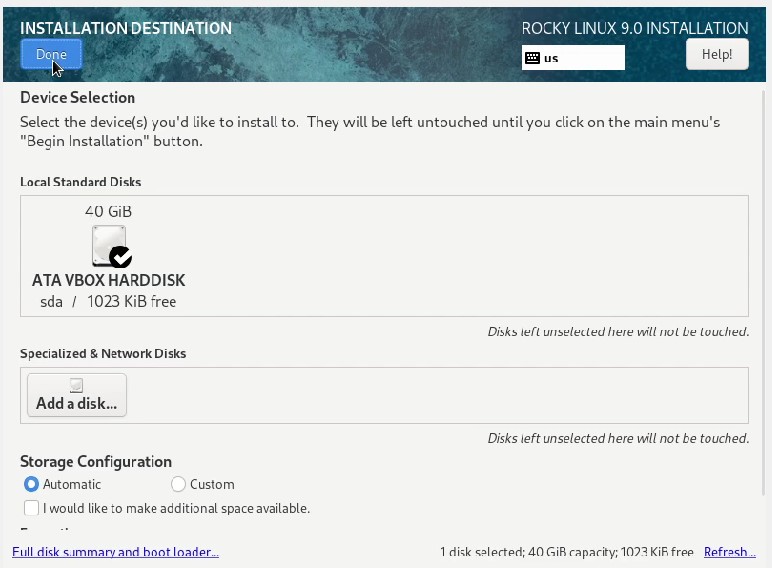 INSTALLATION DESTINATION
ROCKY LINUX 9.0 INSTALLATION
Done
us
Help!
Device Selection
Select the device(s) you'd like to install to. They will be left untouched until you click on the main menu's
"Begin Installation" button.
Local Standard Disks
40 GiB
ATA VBOX HARDDISK
sda / 1023 KiB free
Disks left unselected here will not be touched.
Specialized & Network Disks
Add a disk...
Disks left unselected here will not be touched.
Storage Configuration
Automatic
Custom
I would like to make additional space available.
Full disk summary and boot loader...
1 disk selected; 40 GiB capacity; 1023 KiB free
Refresh...